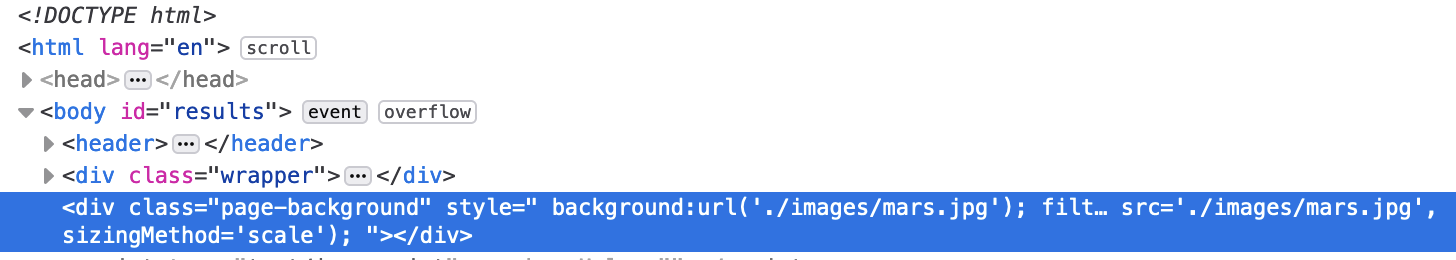 <!DOCTYPE html>
<html lang="en"> scroll
<head> ··· </head>
<body id="results"> event overflow
<header> ··· </header>
<div class="wrapper"> ··· </div>
<div class="page-background" style=" background:url('./images/mars.jpg'); filt… src='./images/mars.jpg',
sizingMethod='scale'); "></div>